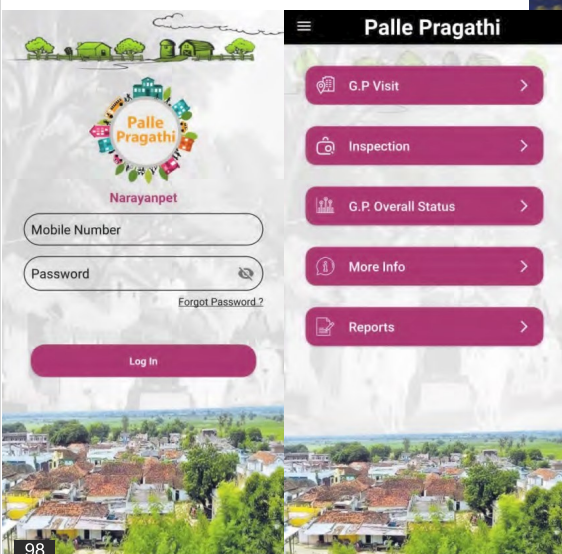 Palle
Pragathi
Narayanpet
Mobile Number
Password
Forgot Password ?
Log In
98
Palle Pragathi
G.P Visit
Inspection
G.P. Overall Status
More Info
Reports